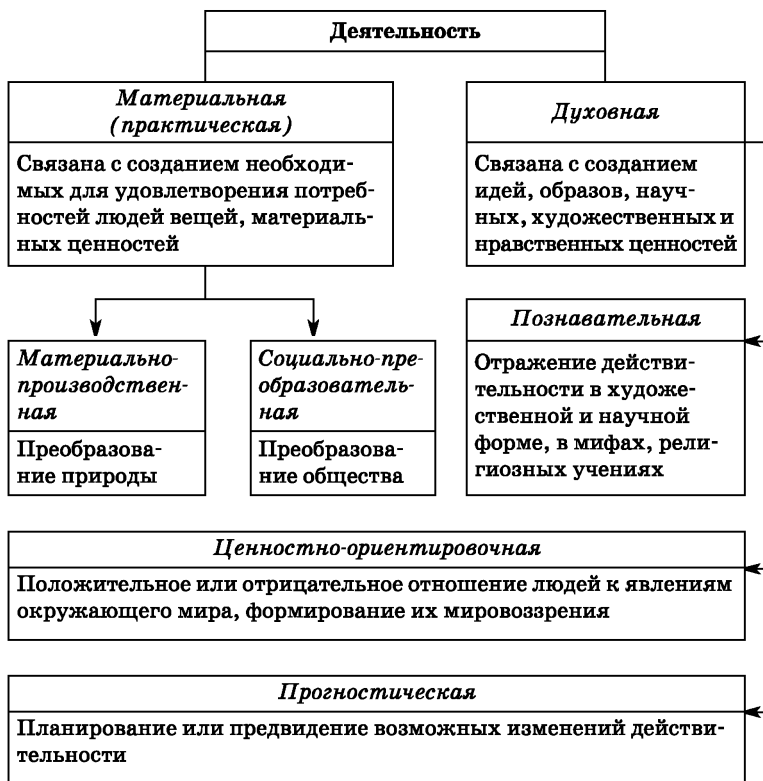 Деятельность
Материальная
(практическая)
Связана с созданием необходи-
мых для удовлетворения потреб-
ностей людей вещей, материаль-
ных ценностей
Духовная
Связана с созданием
идей, образов, науч-
ных, художественных и
нравственных ценностей
Материально-
производствен-
ная
Преобразова-
ние природы
Социально-пре-
образователь-
ная
Преобразова-
ние общества
Познавательная
Отражение действи-
тельности в художе-
ственной и научной
форме, в мифах, рели-
гиозных учениях
Ценностно-ориентировочная
Положительное или отрицательное отношение людей к явлениям
окружающего мира, формирование их мировоззрения
Прогностическая
Планирование или предвидение возможных изменений действи-
тельности